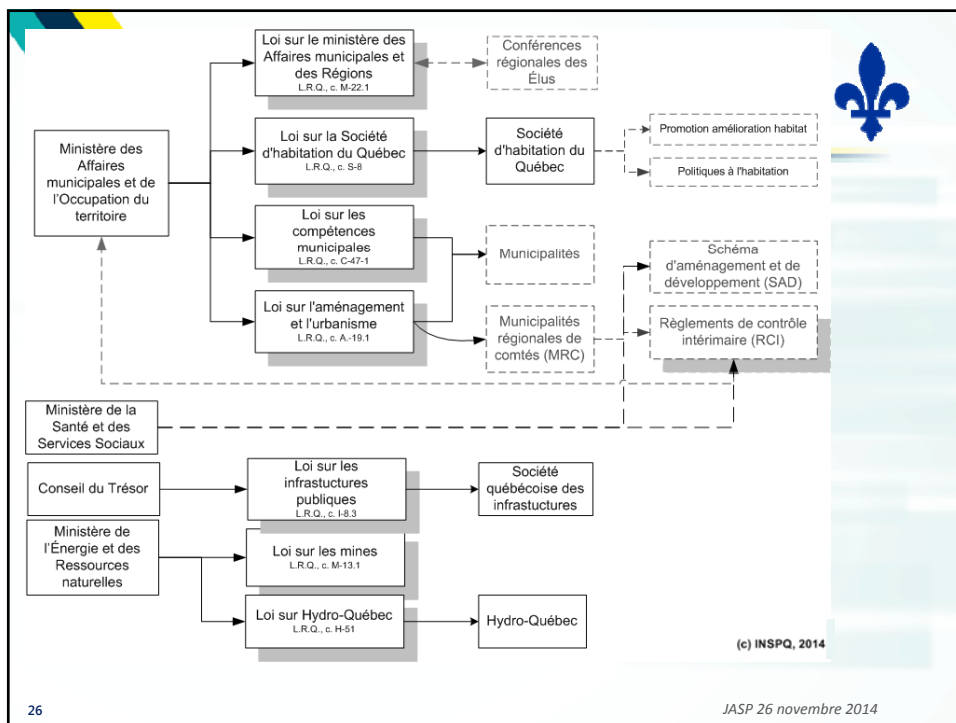 Loi sur le ministère des
Affaires municipales et
des Régions
L.R.Q., c. M-22.1
Conférences
régionales des
Élus
Ministère des
Affaires
municipales et de
l'Occupation du
territoire
Loi sur la Société
d'habitation du Québec
L.R.Q., c. S-8
Société
d'habitation du
Québec
Promotion amélioration habitat
Politiques à l'habitation
Loi sur les
compétences
municipales
L.R.Q., c. C-47-1
Municipalités
Schéma
d'aménagement et de
développement (SAD)
Loi sur l'aménagement
et l'urbanisme
L.R.Q., c. A.-19.1
Municipalités
régionales de
comtés (MRC)
Règlements de contrôle
intérimaire (RCI)
Ministère de la
Santé et des
Services Sociaux
Conseil du Trésor
Loi sur les
infrastuctures
publiques
L.R.Q., c. I-8.3
Société
québécoise des
infrastuctures
Ministère de
l'Énergie et des
Ressources
naturelles
Loi sur les mines
L.R.Q., c. M-13.1
Loi sur Hydro-Québec
L.R.Q., c. H-51
Hydro-Québec
(c) INSPQ, 2014
26
JASP 26 novembre 2014